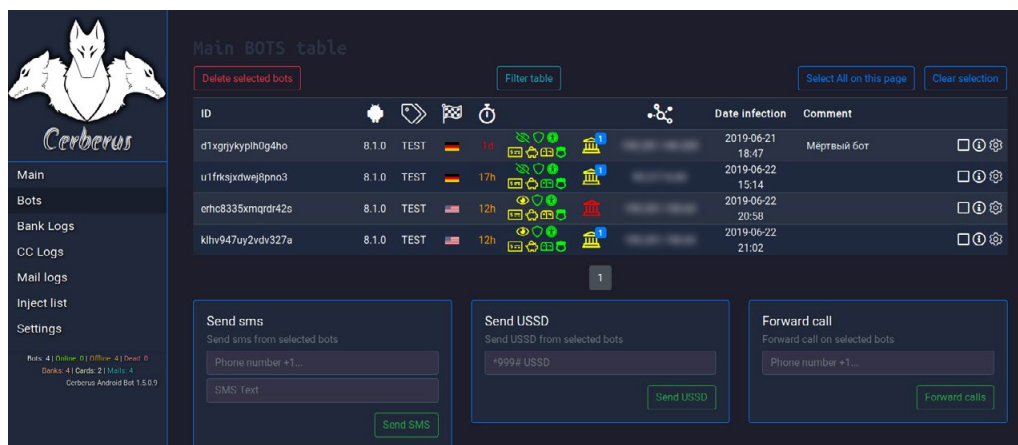 Cerberus
Main
Bots
Bank Logs
CC Logs
Mail logs
Inject list
Settings
Bots: 4 | Online: 0 | Offline: 4 | Dead: 0
Banks: 4 | Cards: 2 | Mails: 4
Cerberus Android Bot 1.5.0.9
Main BOTS table
Delete selected bots Filter table Select All on this page Clear selection
ID Date infection Comment
d1xgrjykyplh0g4ho 8.1.0 TEST 1d 1 2019-06-21 18:47 Мёртвый бот
u1frksjxdwej8pno3 8.1.0 TEST 17h 1 2019-06-22 15:14
erhc8335xmqrdr42s 8.1.0 TEST 12h 2019-06-22 20:58
klhv947uy2vdv327a 8.1.0 TEST 12h 1 2019-06-22 21:02
1
Send sms
Send sms from selected bots
Phone number +1...
SMS Text
Send SMS
Send USSD
Send USSD from selected bots
*999# USSD
Send USSD
Forward call
Forward call on selected bots
Phone number +1...
Forward calls